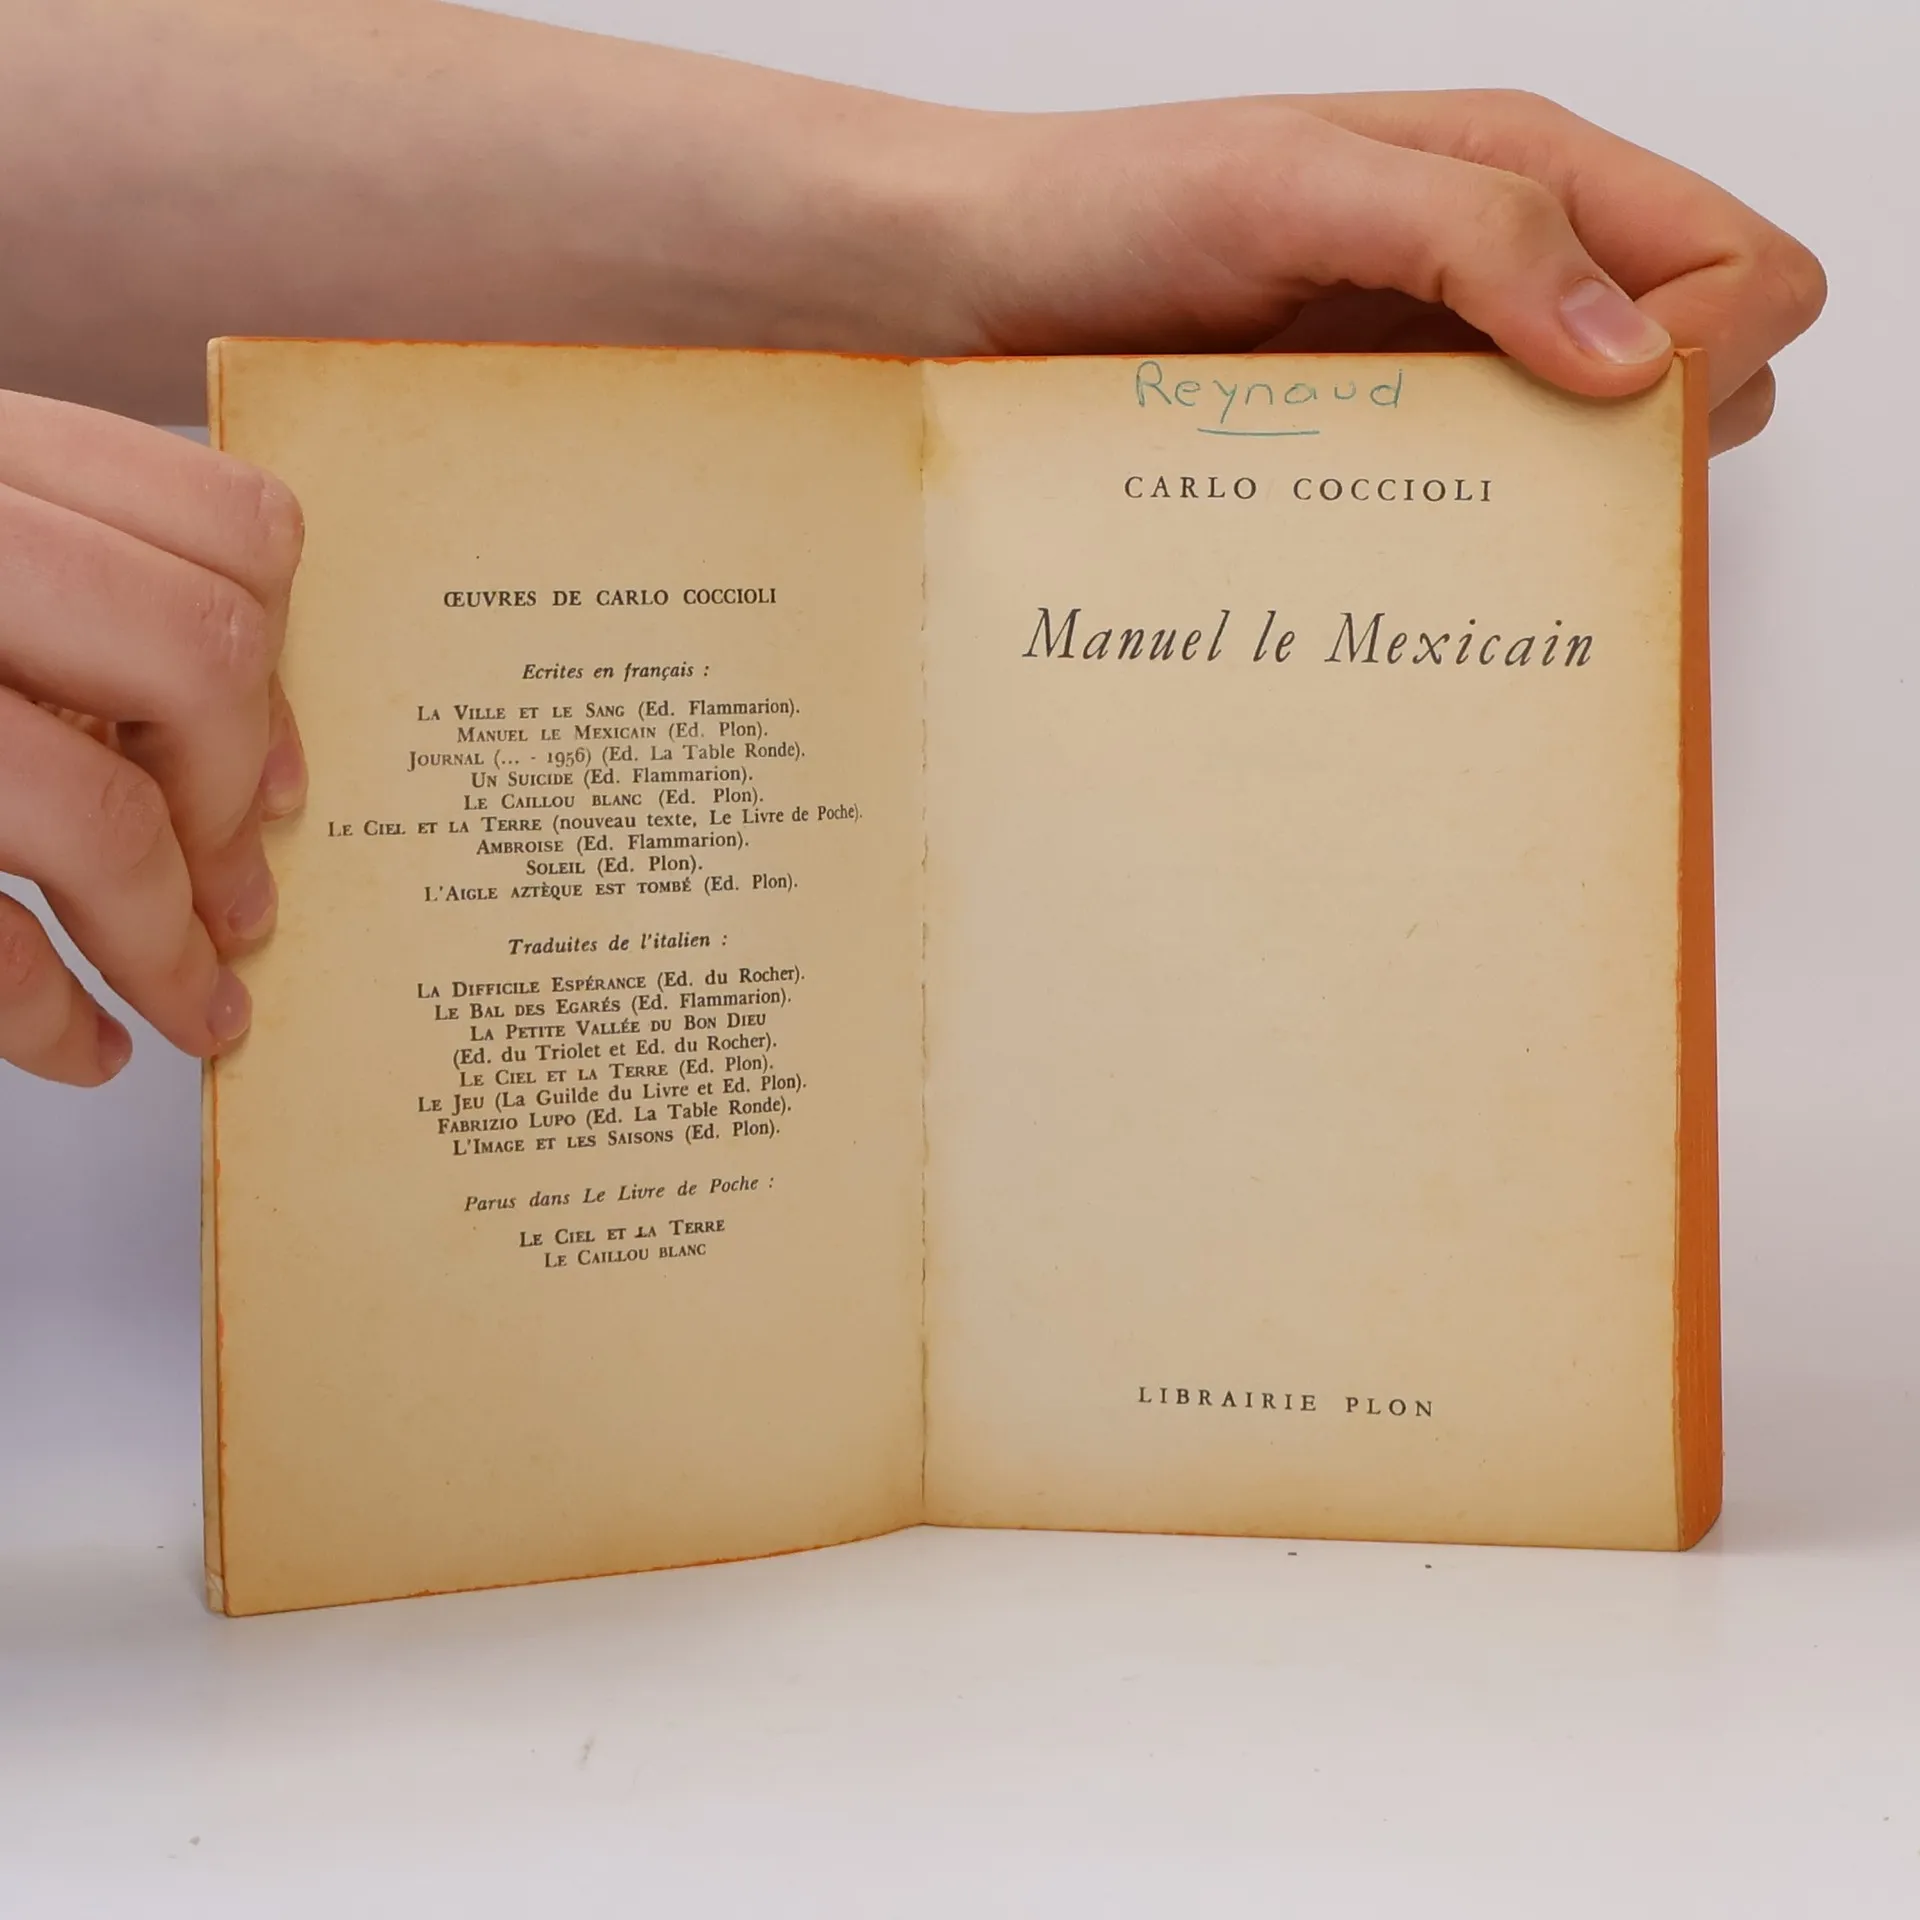 ŒUVRES DE CARLO COCCIOLI
Ecrites en français :
LA VILLE ET LE SANG (Ed. Flammarion).
MANUEL LE MEXICAIN (Ed. Plon).
JOURNAL (... - 1956) (Ed. La Table Ronde).
UN SUICIDE (Ed. Flammarion).
LE CAILLOU BLANC (Ed. Plon).
LE CIEL ET LA TERRE (nouveau texte, Le Livre de Poche).
AMBROISE (Ed. Flammarion).
SOLEIL (Ed. Plon).
L'AIGLE AZTÈQUE EST TOMBÉ (Ed. Plon).
Traduites de l'italien :
LA DIFFICILE ESPÉRANCE (Ed. du Rocher).
LE BAL DES EGARÉS (Ed. Flammarion).
LA PETITE VALLÉE DU BON DIEU
(Ed. du Triolet et Ed. du Rocher).
LE CIEL ET LA TERRE (Ed. Plon).
LE JEU (La Guilde du Livre et Ed. Plon).
FABRIZIO LUPO (Ed. La Table Ronde).
L'IMAGE ET LES SAISONS (Ed. Plon).
Parus dans Le Livre de Poche :
LE CIEL ET LA TERRE
LE CAILLOU BLANC
Reynaud
CARLO COCCIOLI
Manuel le Mexicain
LIBRAIRIE PLON